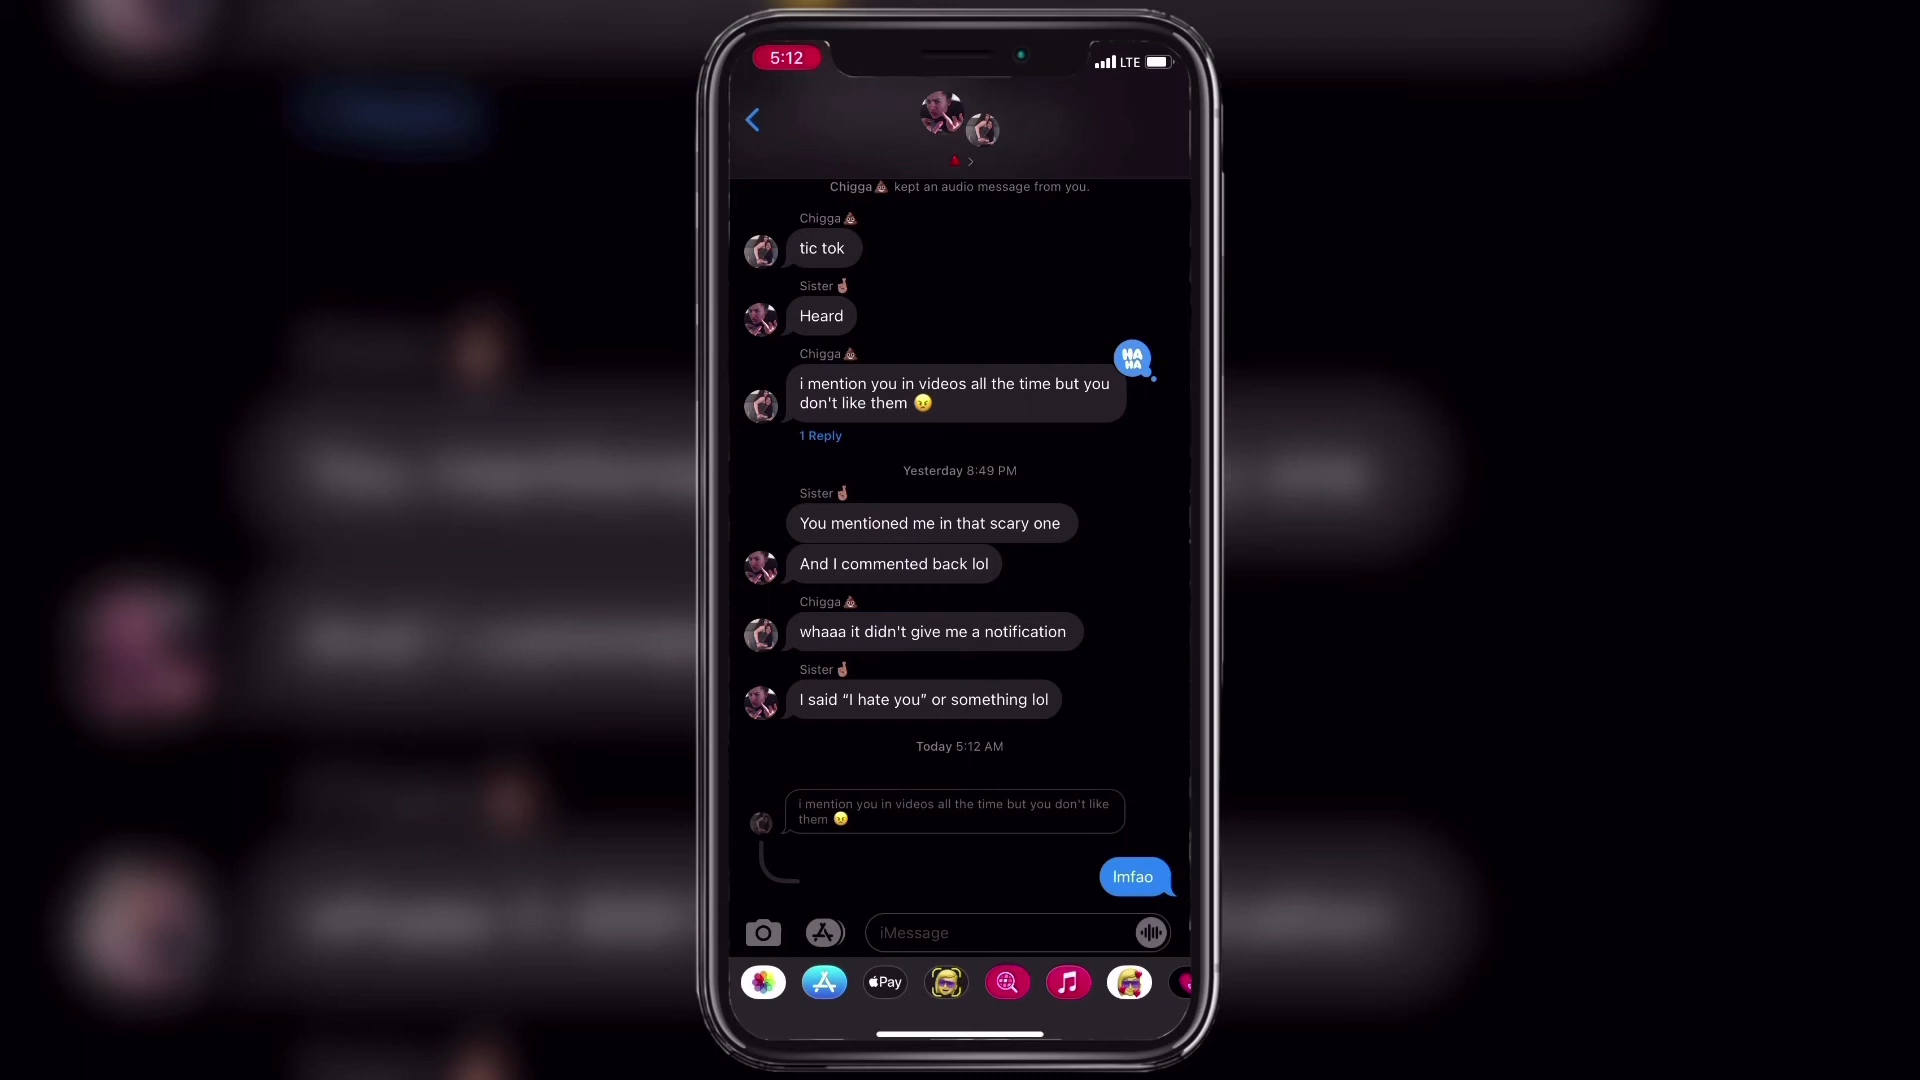 5:12
LTE
Chigga💩 kept an audio message from you.
Chigga💩
tic tok
Sister🤞🏽
Heard
Chigga💩
HA
HA
i mention you in videos all the time but you
don't like them 😠
1 Reply
Yesterday 8:49 PM
Sister🤞🏽
You mentioned me in that scary one
And I commented back lol
Chigga💩
whaaa it didn't give me a notification
Sister🤞🏽
I said “I hate you” or something lol
Today 5:12 AM
i mention you in videos all the time but you don't like
them 😠
lmfao
iMessage
Pay